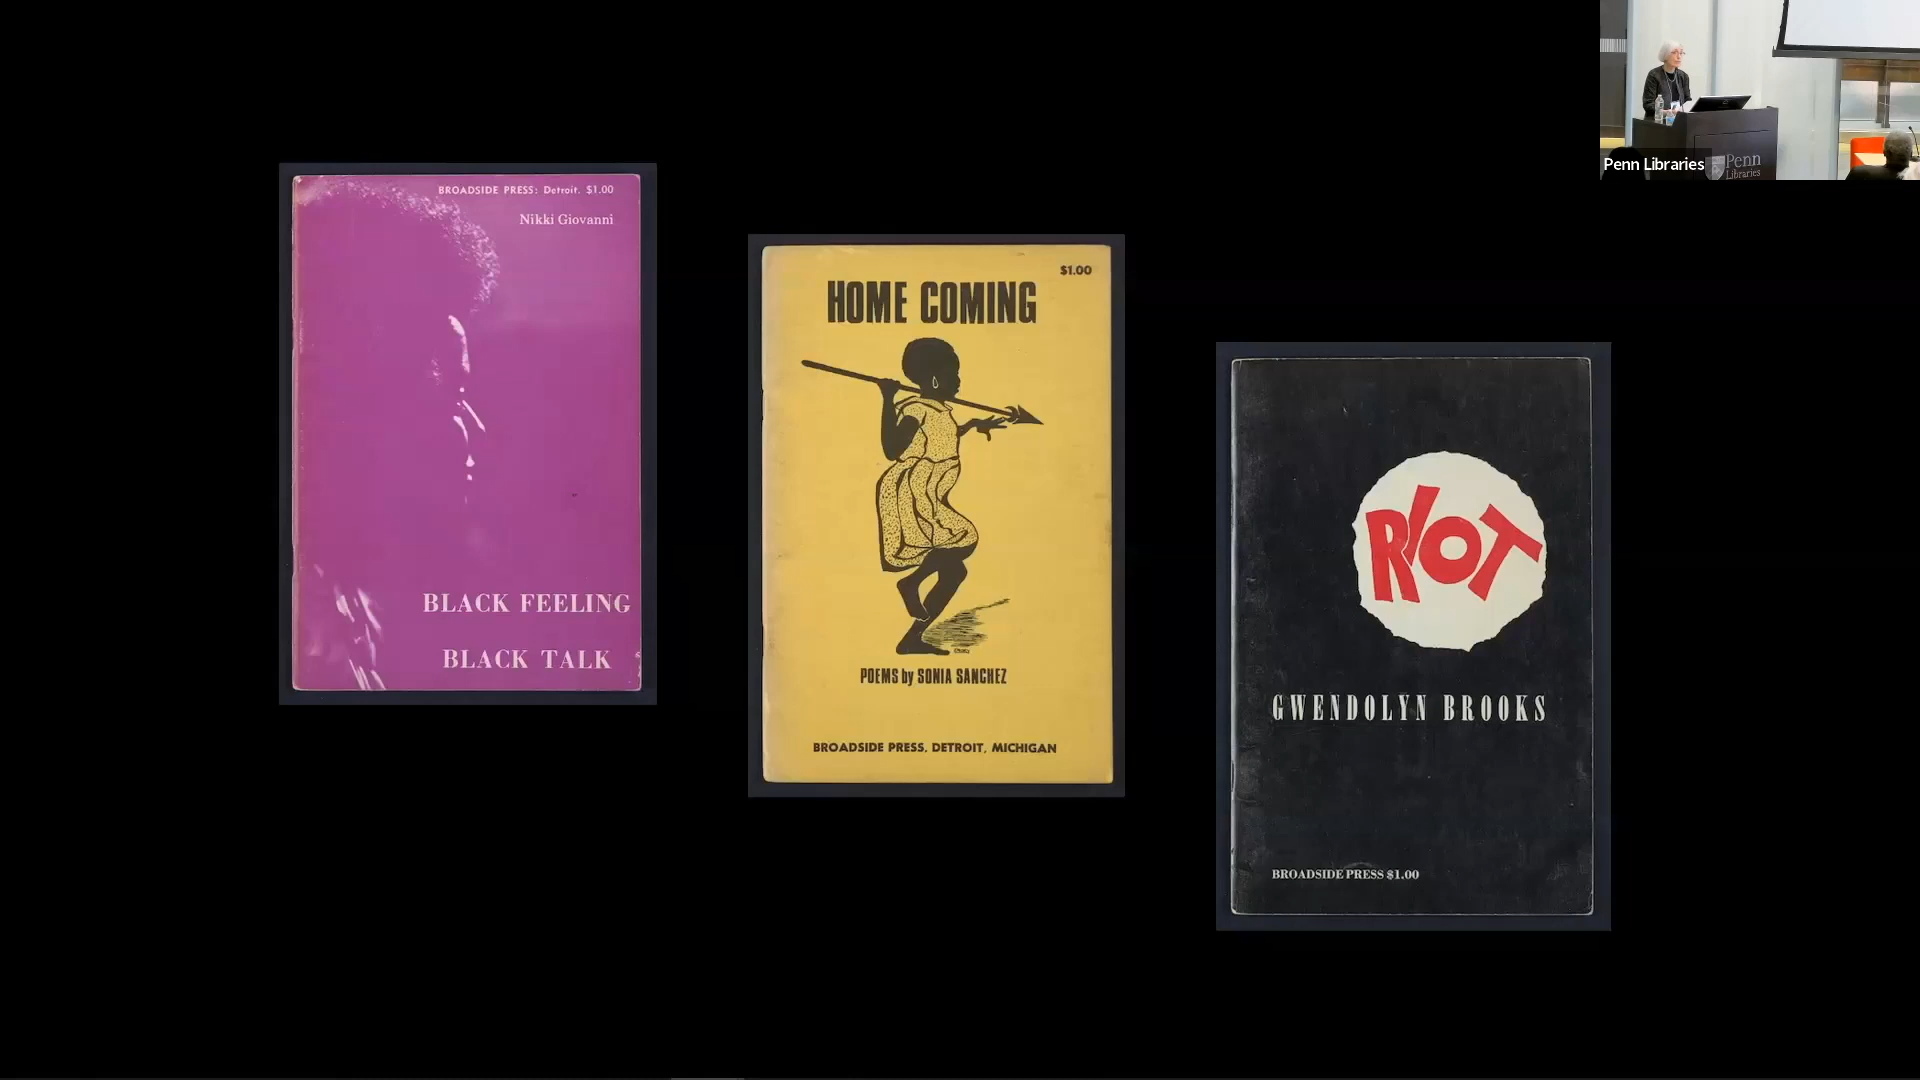 BROADSIDE PRESS: Detroit. $1.00
Nikki Giovanni
BLACK FEELING
BLACK TALK
$1.00
HOME COMING
POEMS by SONIA SANCHEZ
BROADSIDE PRESS, DETROIT, MICHIGAN
RIOT
GWENDOLYN BROOKS
BROADSIDE PRESS $1.00
Penn Libraries
Penn
Libraries